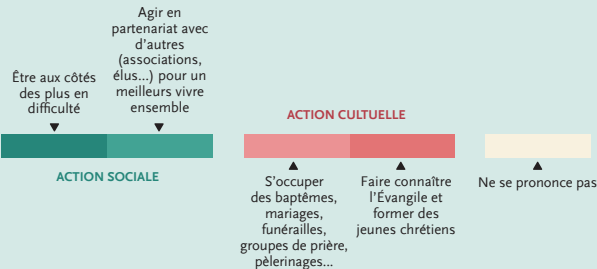 Être aux côtés
des plus en
difficulté
Agir en
partenariat avec
d'autres
(associations,
élus...) pour un
meilleurs vivre
ensemble
ACTION SOCIALE
ACTION CULTUELLE
S'occuper
des baptêmes,
mariages,
funérailles,
groupes de prière,
pèlerinages...
Faire connaître
l'Évangile et
former des
jeunes chrétiens
Ne se prononce pas